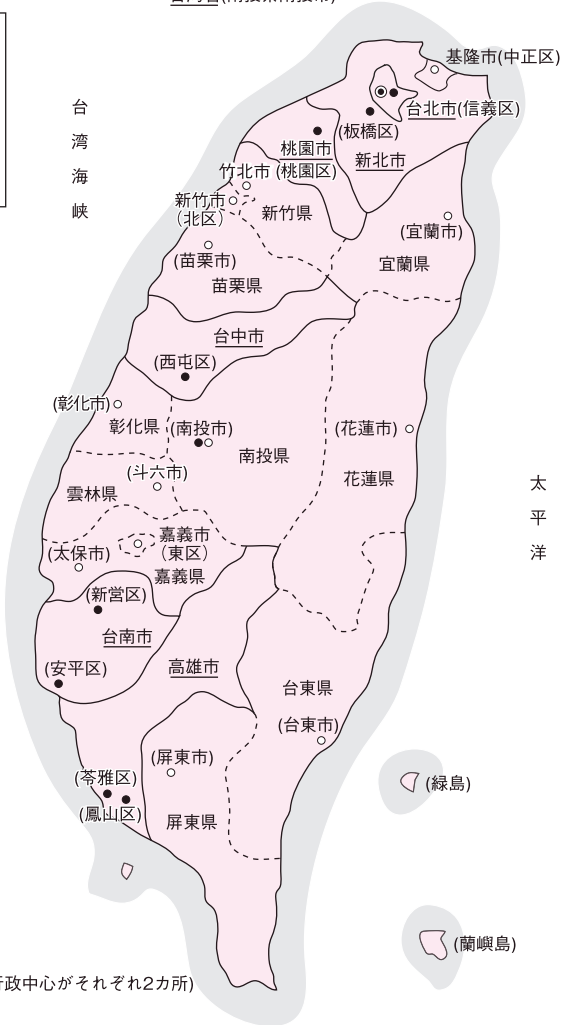 基隆市(中正区)
台北市(信義区)
(板橋区)
桃園市
(桃園区)
新北市
竹北市
新竹市
(北区)
新竹県
(宜蘭市)
宜蘭県
(苗栗市)
苗栗県
台湾海峡
台中市
(西屯区)
(彰化市)
彰化県
(南投市)
南投県
(花蓮市)
花蓮県
(斗六市)
雲林県
太平洋
嘉義市
(東区)
(太保市)
嘉義県
(新営区)
台南市
(安平区)
高雄市
台東県
(台東市)
(屏東市)
屏東県
(苓雅区)
(鳳山区)
(緑島)
(蘭嶼島)
行政中心がそれぞれ2カ所)